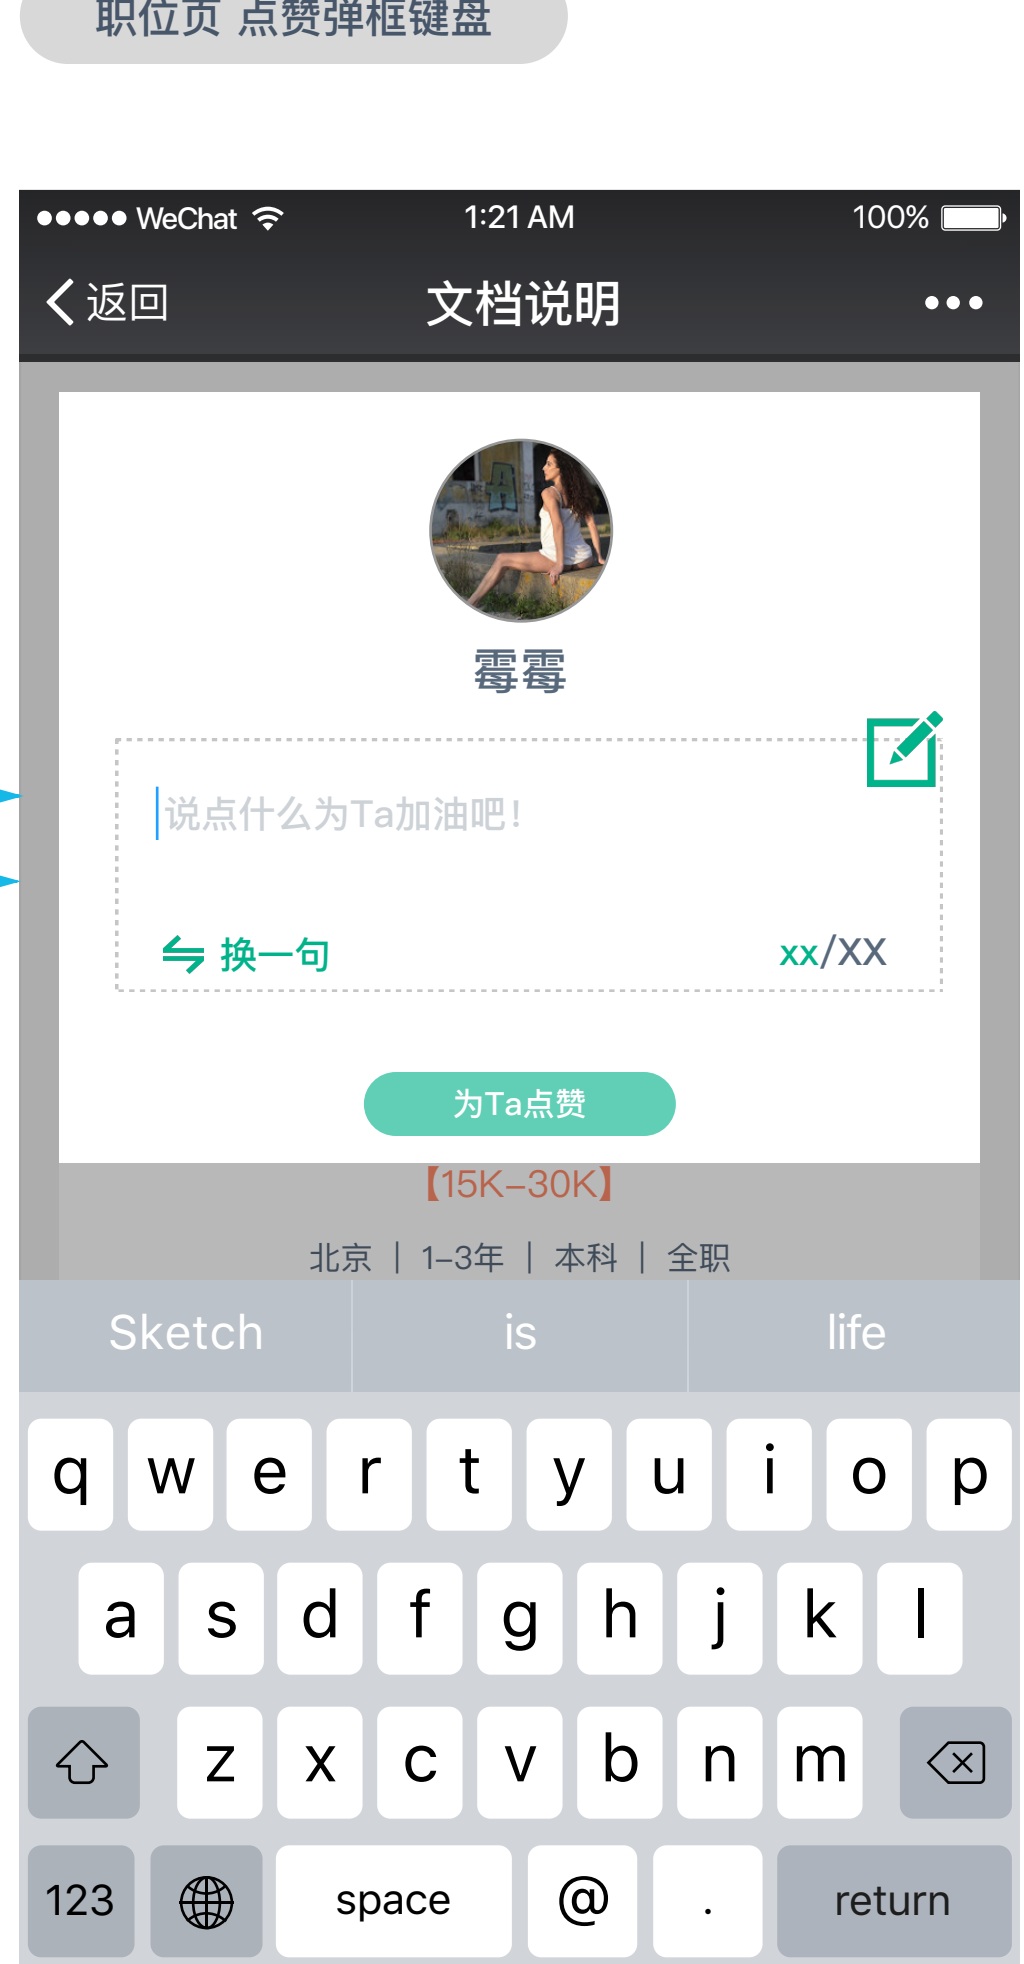 职位页 点赞弹框键盘
WeChat 1:21 AM 100%
返回 文档说明
霉霉
说点什么为Ta加油吧！
换一句 xx/XX
为Ta点赞
【15K-30K】
北京 | 1-3年 | 本科 | 全职
Sketch is life
q w e r t y u i o p
a s d f g h j k l
z x c v b n m
123 space @ . return